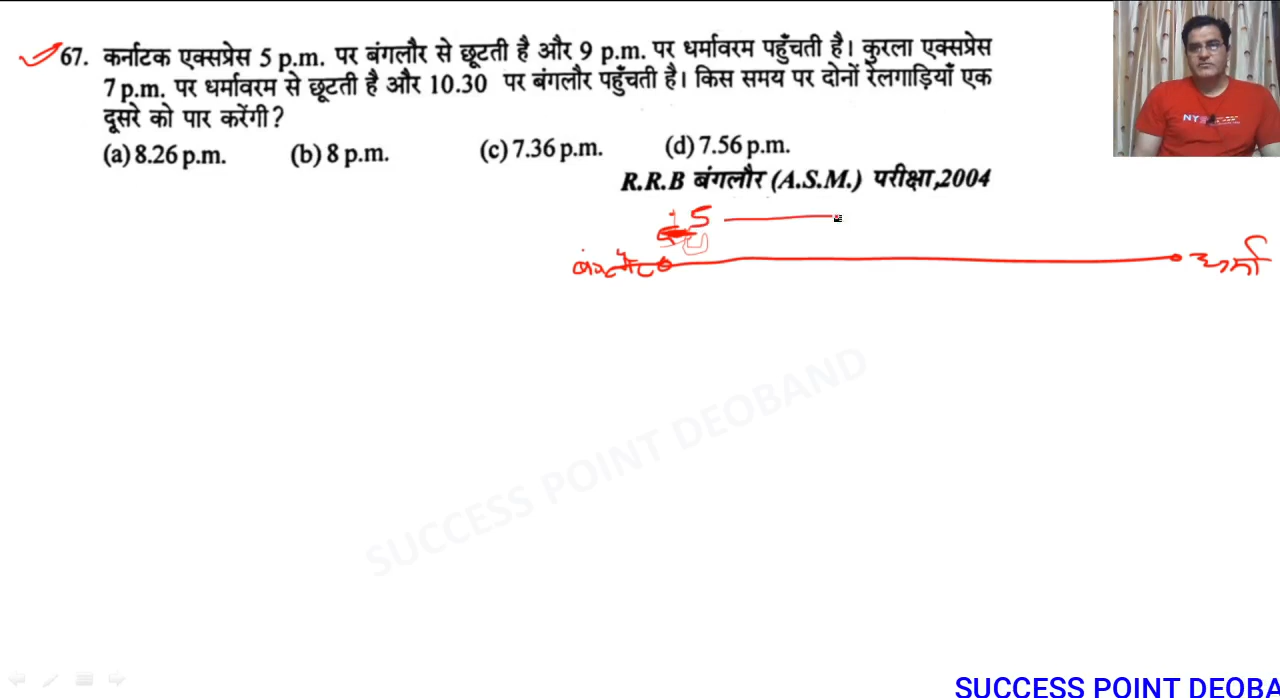 67. कर्नाटक एक्सप्रेस 5 p.m. पर बंगलौर से छूटती है और 9 p.m. पर धर्मावरम पहुँचती है। कुरला एक्सप्रेस
7 p.m. पर धर्मावरम से छूटती है और 10.30 पर बंगलौर पहुँचती है। किस समय पर दोनों रेलगाड़ियाँ एक
दूसरे को पार करेंगी?
(a) 8.26 p.m. (b) 8 p.m. (c) 7.36 p.m. (d) 7.56 p.m.
R.R.B बंगलौर (A.S.M.) परीक्षा,2004
5
SUCCESS POINT DEOBAND
SUCCESS POINT DEOBA